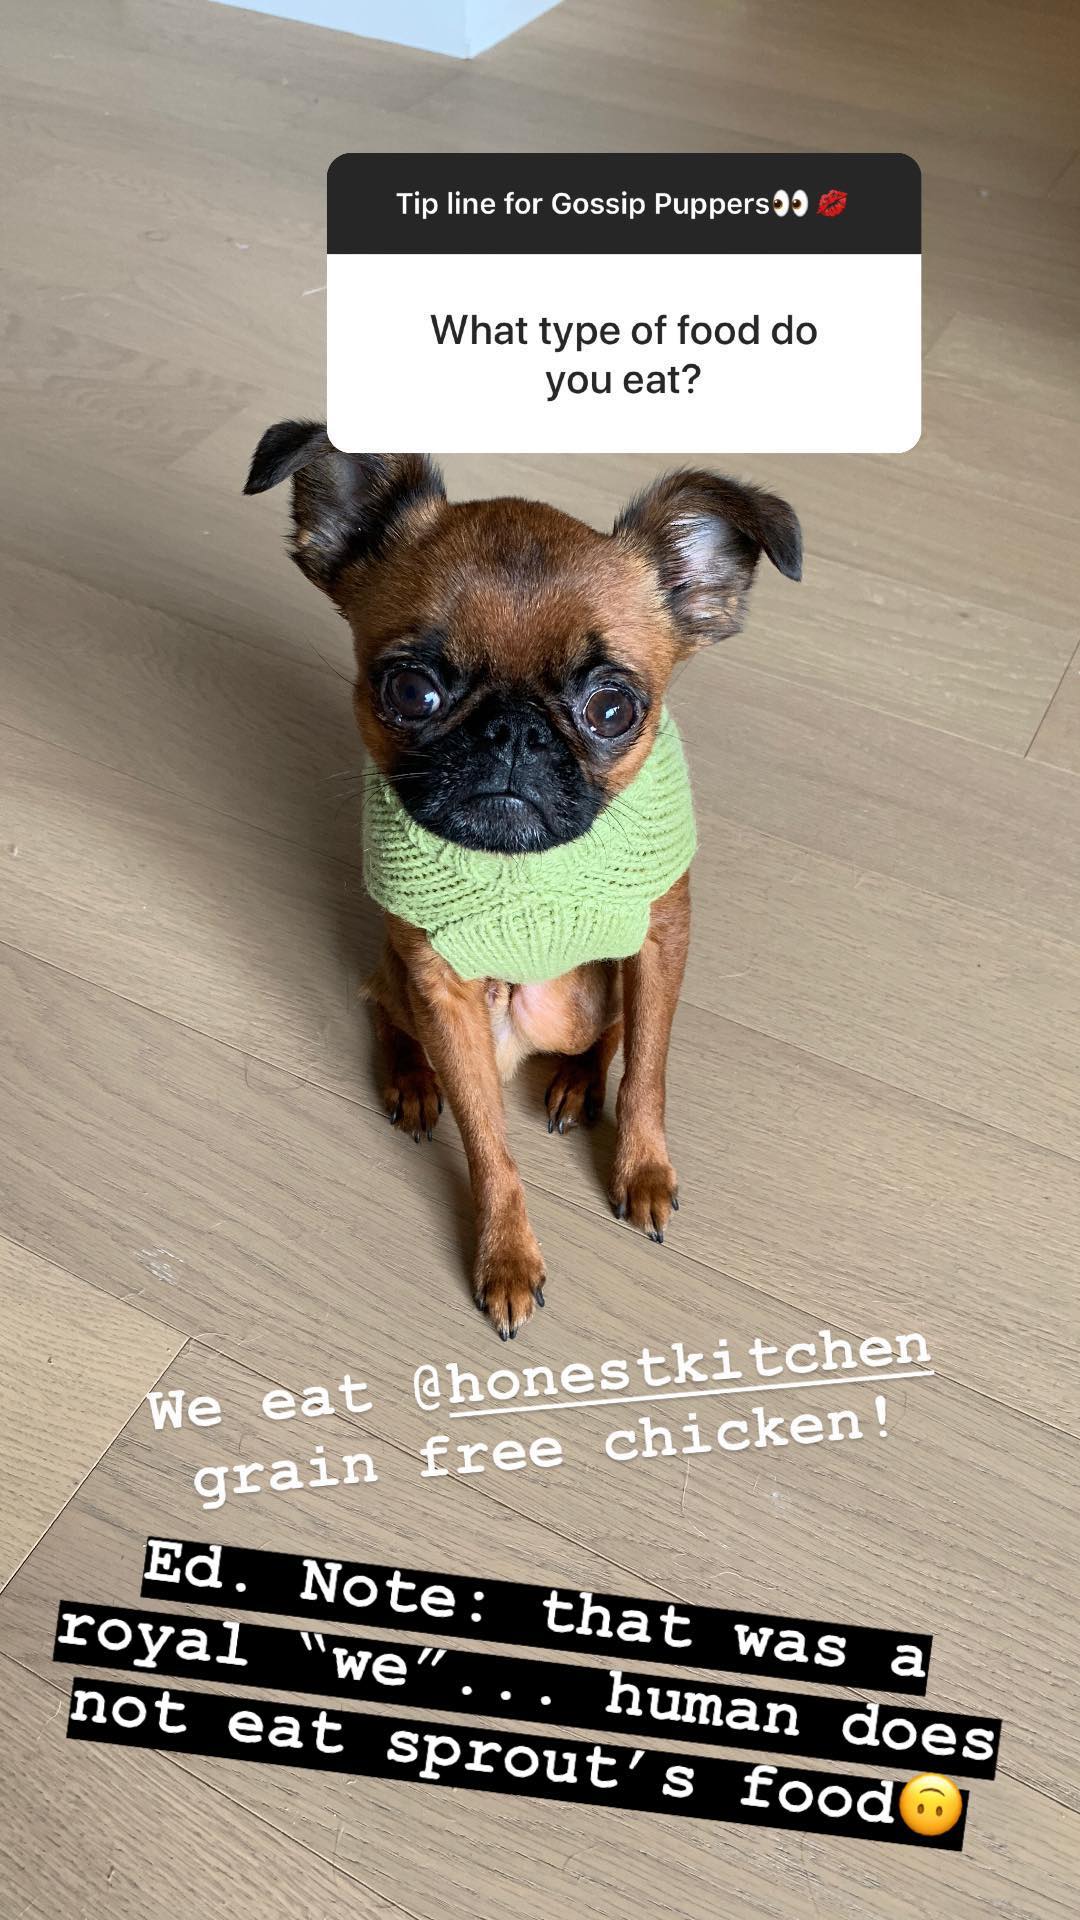 Tip line for Gossip Puppers👀💋
What type of food do
you eat?
We eat @honestkitchen
grain free chicken!
Ed. Note: that was a
royal “we”... human does
not eat sprout’s food🙃